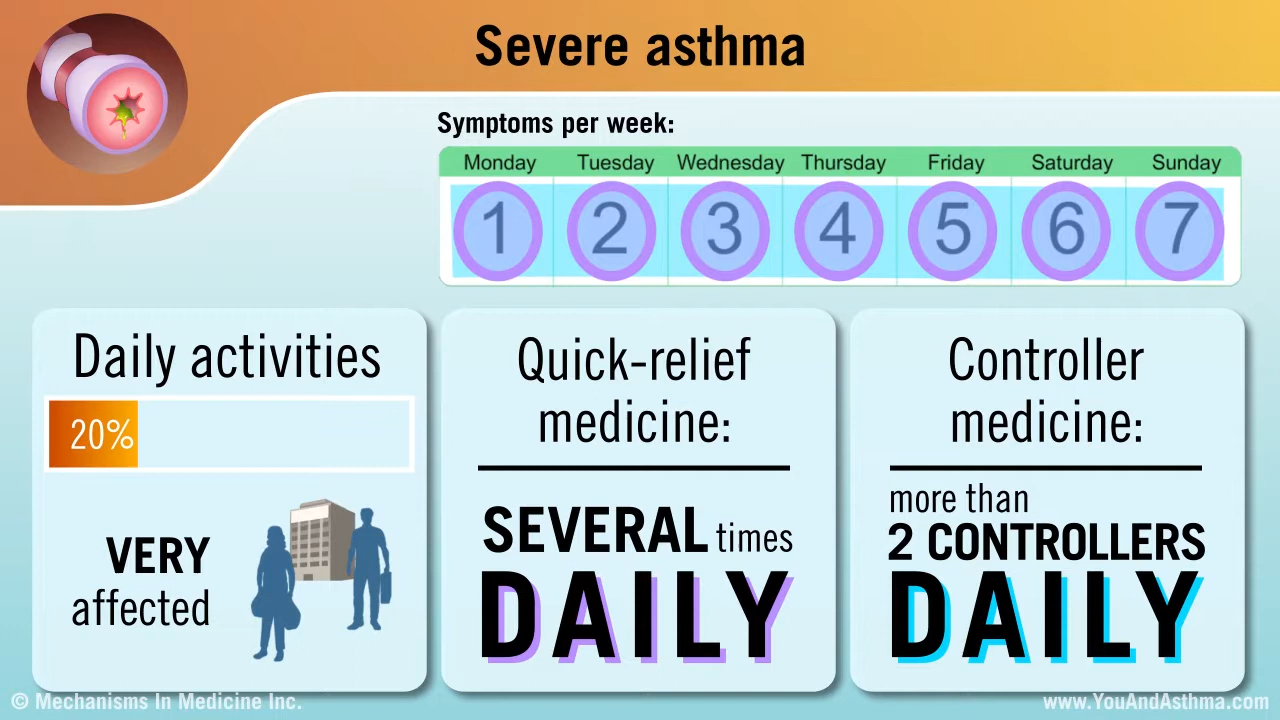 Severe asthma
Symptoms per week:
Monday Tuesday Wednesday Thursday Friday Saturday Sunday
1 2 3 4 5 6 7
Daily activities
20%
VERY
affected
Quick-relief
medicine:
SEVERAL times
DAILY
Controller
medicine:
more than
2 CONTROLLERS
DAILY
© Mechanisms In Medicine Inc.
www.YouAndAsthma.com